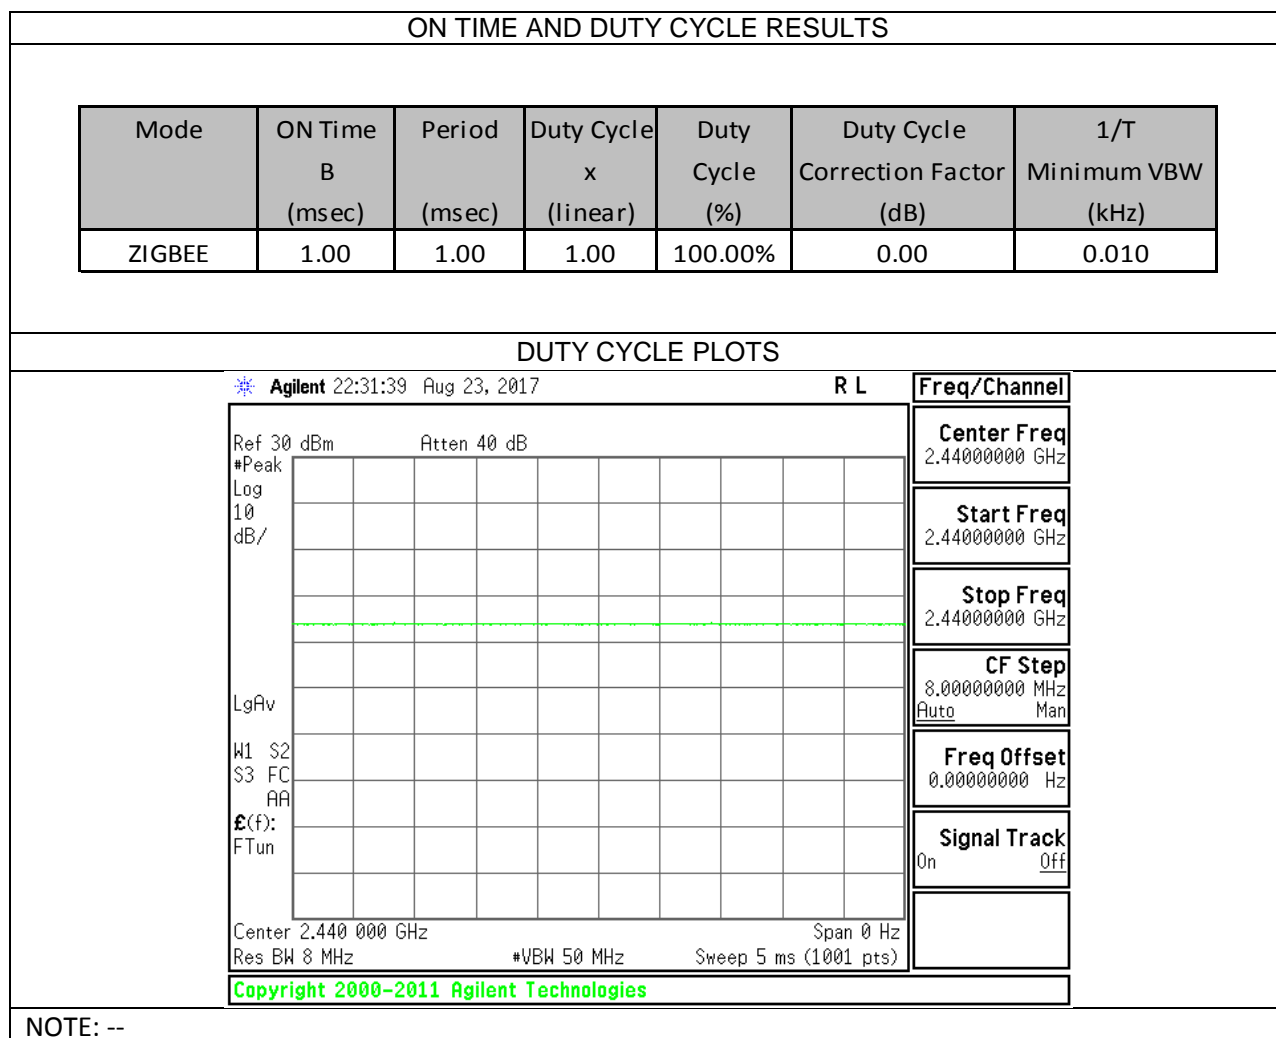 ON TIME AND DUTY CYCLE RESULTS
Mode ON Time Period Duty Cycle Duty Duty Cycle 1/T
B x Cycle Correction Factor Minimum VBW
(msec) (msec) (linear) (%) (dB) (kHz)
ZIGBEE 1.00 1.00 1.00 100.00% 0.00 0.010
DUTY CYCLE PLOTS
Agilent 22:31:39 Aug 23, 2017 R L Freq/Channel
Ref 30 dBm Atten 40 dB
#Peak
Log
10
dB/
LgAv
W1 S2
S3 FC
AA
£(f):
FTun
Center 2.440 000 GHz Span 0 Hz
Res BW 8 MHz #VBW 50 MHz Sweep 5 ms (1001 pts)
Center Freq
2.44000000 GHz
Start Freq
2.44000000 GHz
Stop Freq
2.44000000 GHz
CF Step
8.00000000 MHz
Auto Man
Freq Offset
0.00000000 Hz
Signal Track
On Off
Copyright 2000-2011 Agilent Technologies
NOTE: --